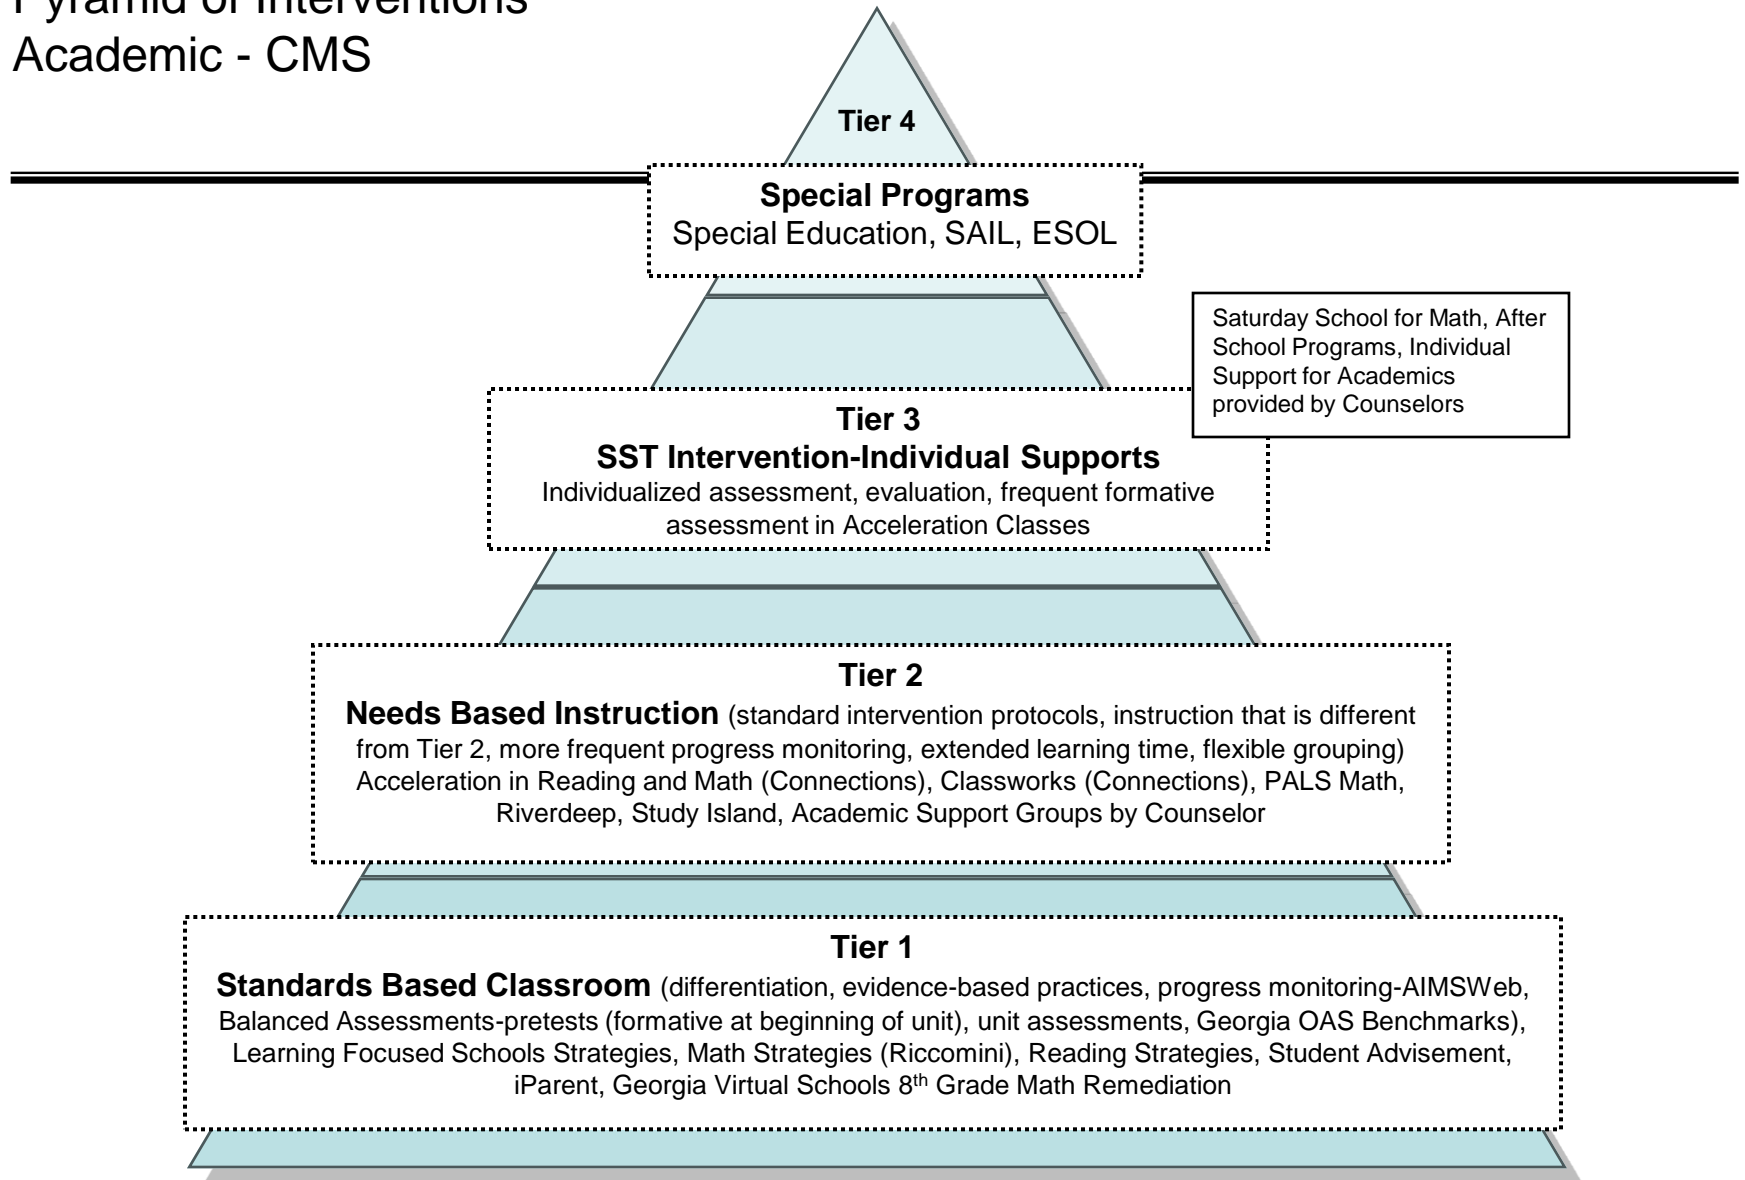 Pyramid of Interventions
Academic - CMS
Tier 4
Special Programs
Special Education, SAIL, ESOL
Saturday School for Math, After
School Programs, Individual
Support for Academics
provided by Counselors
Tier 3
SST Intervention-Individual Supports
Individualized assessment, evaluation, frequent formative
assessment in Acceleration Classes
Tier 2
Needs Based Instruction (standard intervention protocols, instruction that is different
from Tier 2, more frequent progress monitoring, extended learning time, flexible grouping)
Acceleration in Reading and Math (Connections), Classworks (Connections), PALS Math,
Riverdeep, Study Island, Academic Support Groups by Counselor
Tier 1
Standards Based Classroom (differentiation, evidence-based practices, progress monitoring-AIMSWeb,
Balanced Assessments-pretests (formative at beginning of unit), unit assessments, Georgia OAS Benchmarks),
Learning Focused Schools Strategies, Math Strategies (Riccomini), Reading Strategies, Student Advisement,
iParent, Georgia Virtual Schools 8th Grade Math Remediation